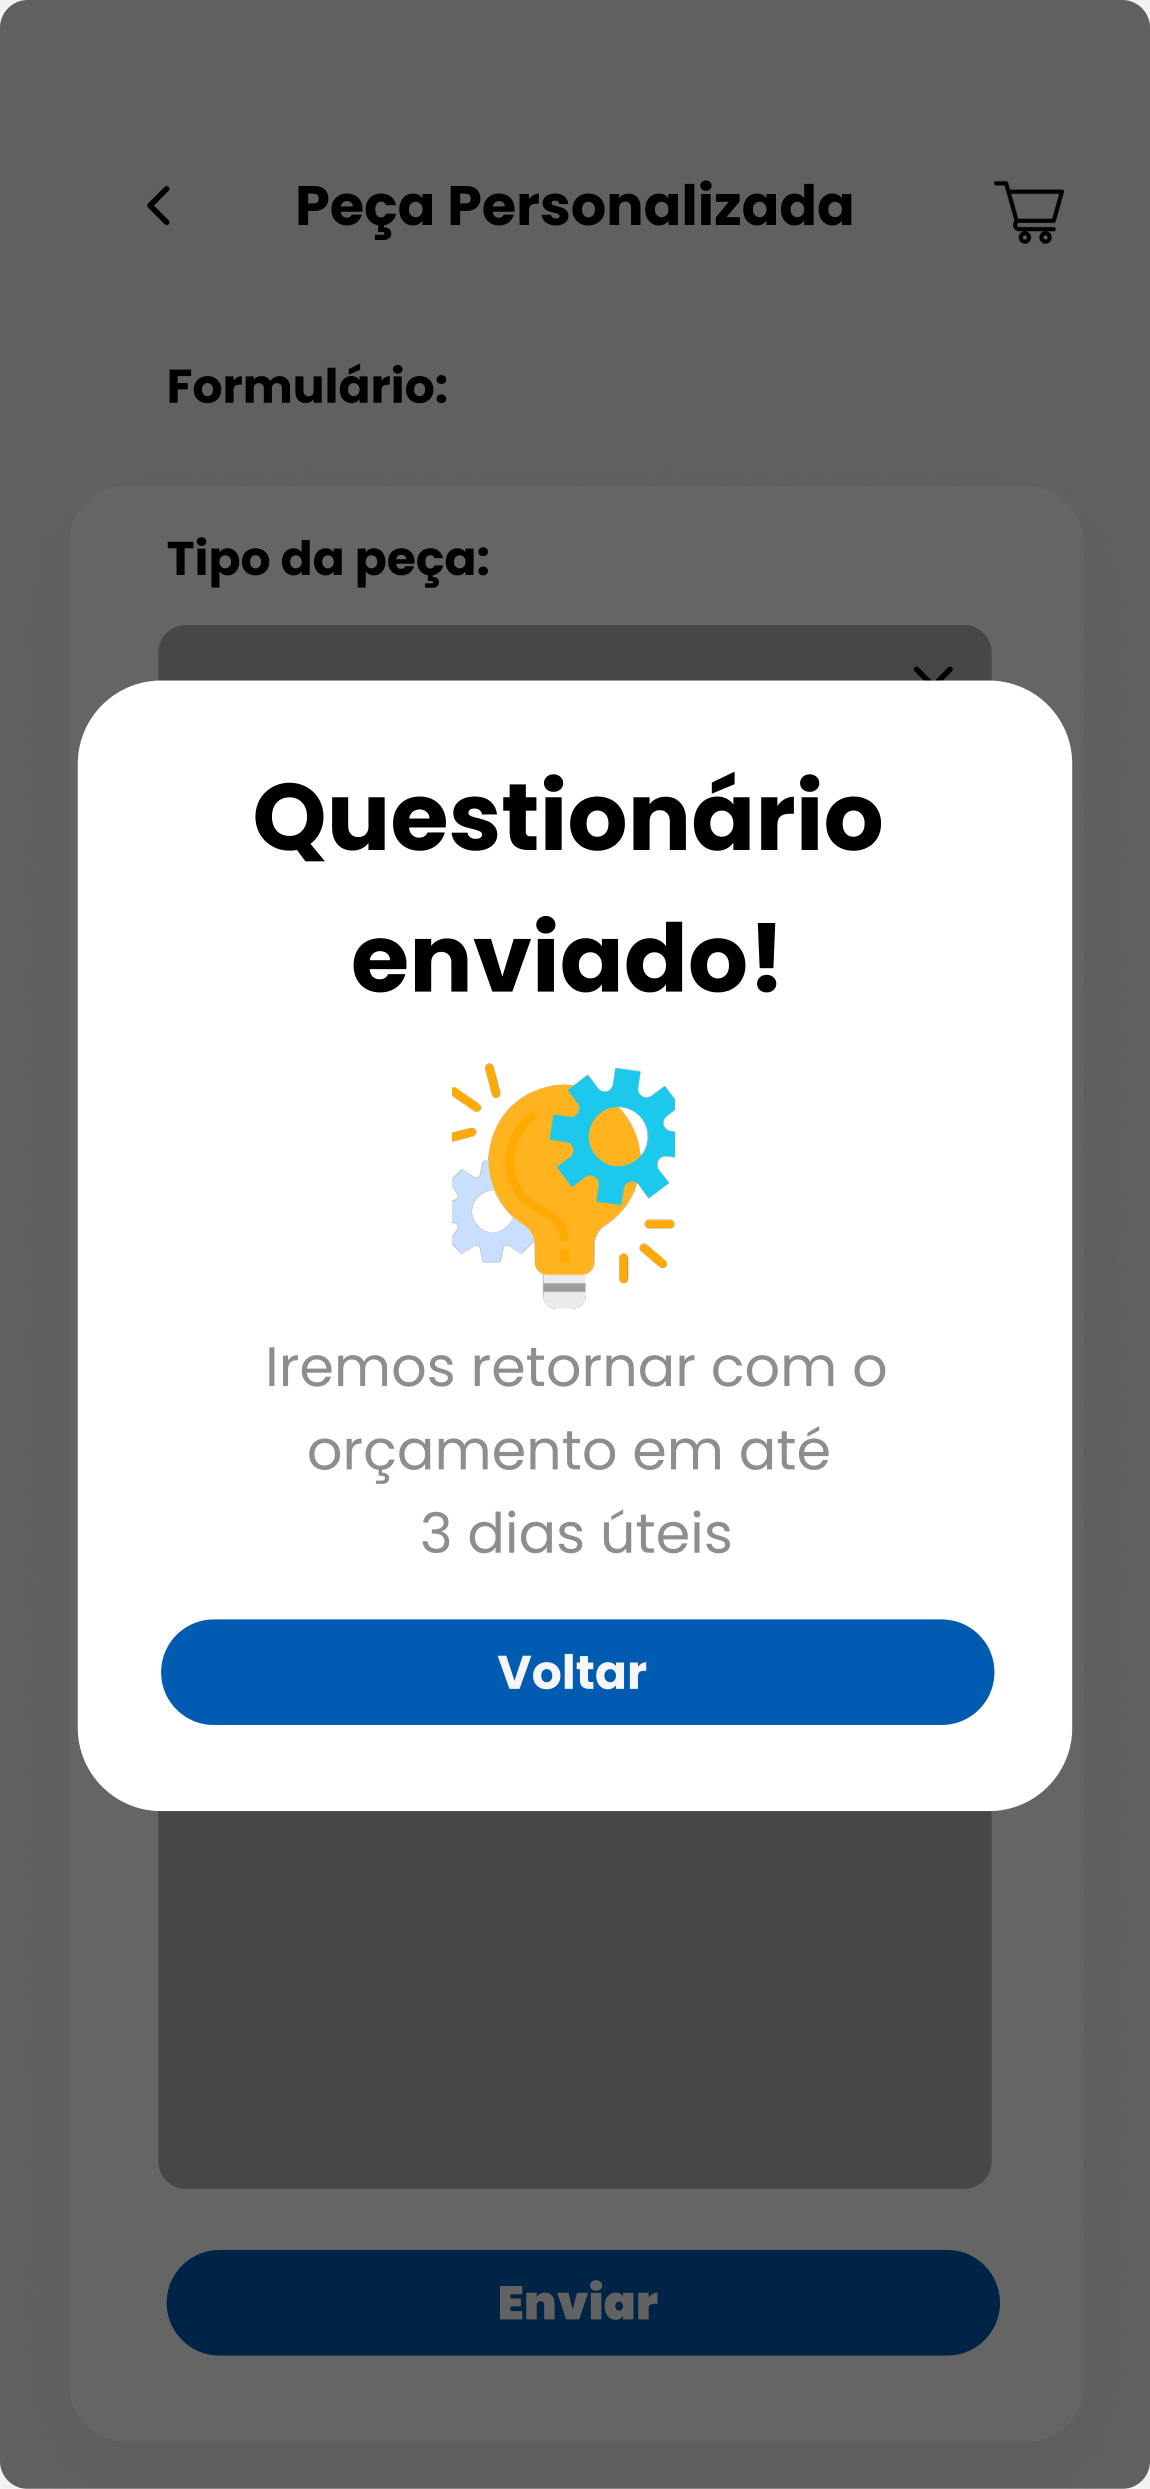 Peça Personalizada
Formulário:
Tipo da peça:
Questionário
enviado!
Iremos retornar com o
orçamento em até
3 dias úteis
Voltar
Enviar